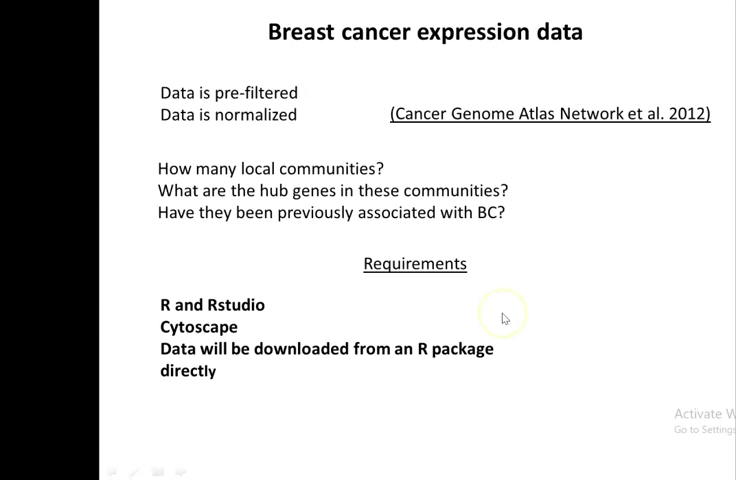 Breast cancer expression data
Data is pre-filtered
Data is normalized
(Cancer Genome Atlas Network et al. 2012)
How many local communities?
What are the hub genes in these communities?
Have they been previously associated with BC?
Requirements
R and Rstudio
Cytoscape
Data will be downloaded from an R package
directly
Activate W
Go to Settings